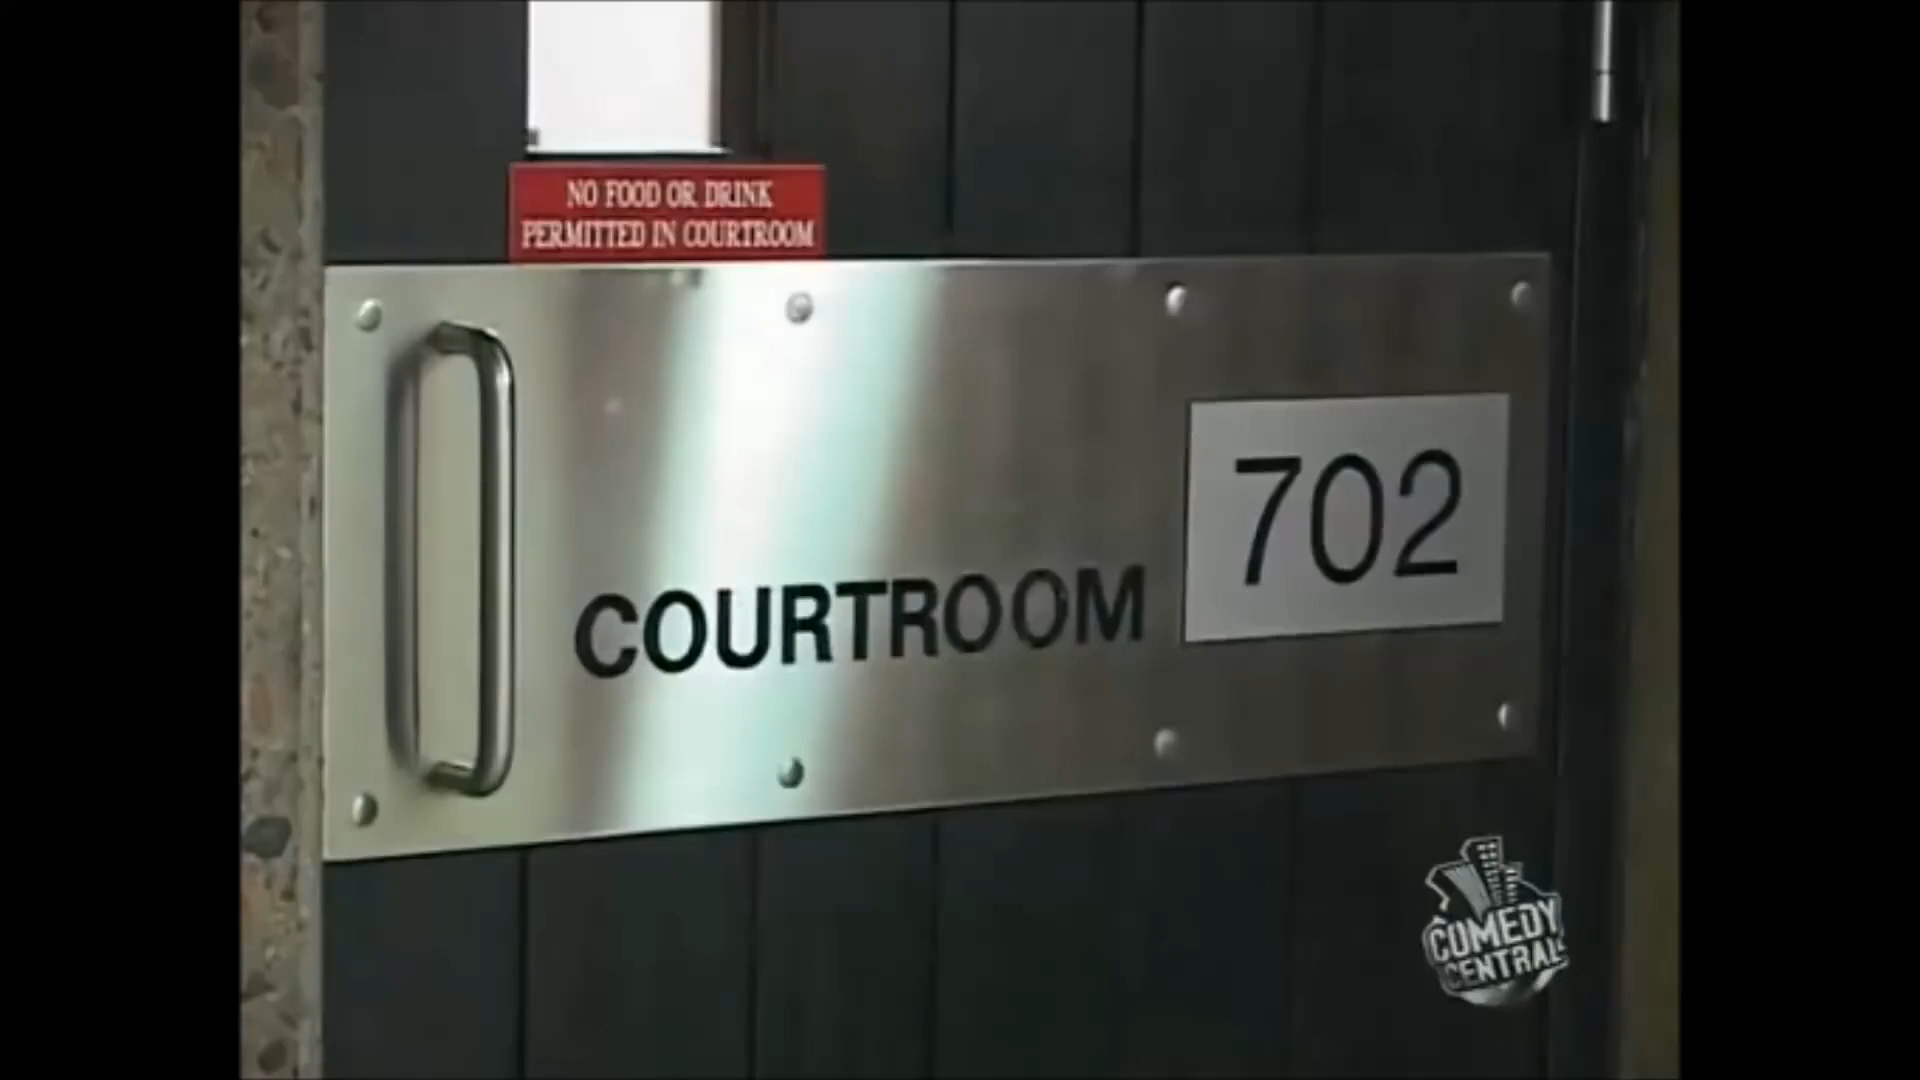 NO FOOD OR DRINK
PERMITTED IN COURTROOM
COURTROOM
702
COMEDY
CENTRAL